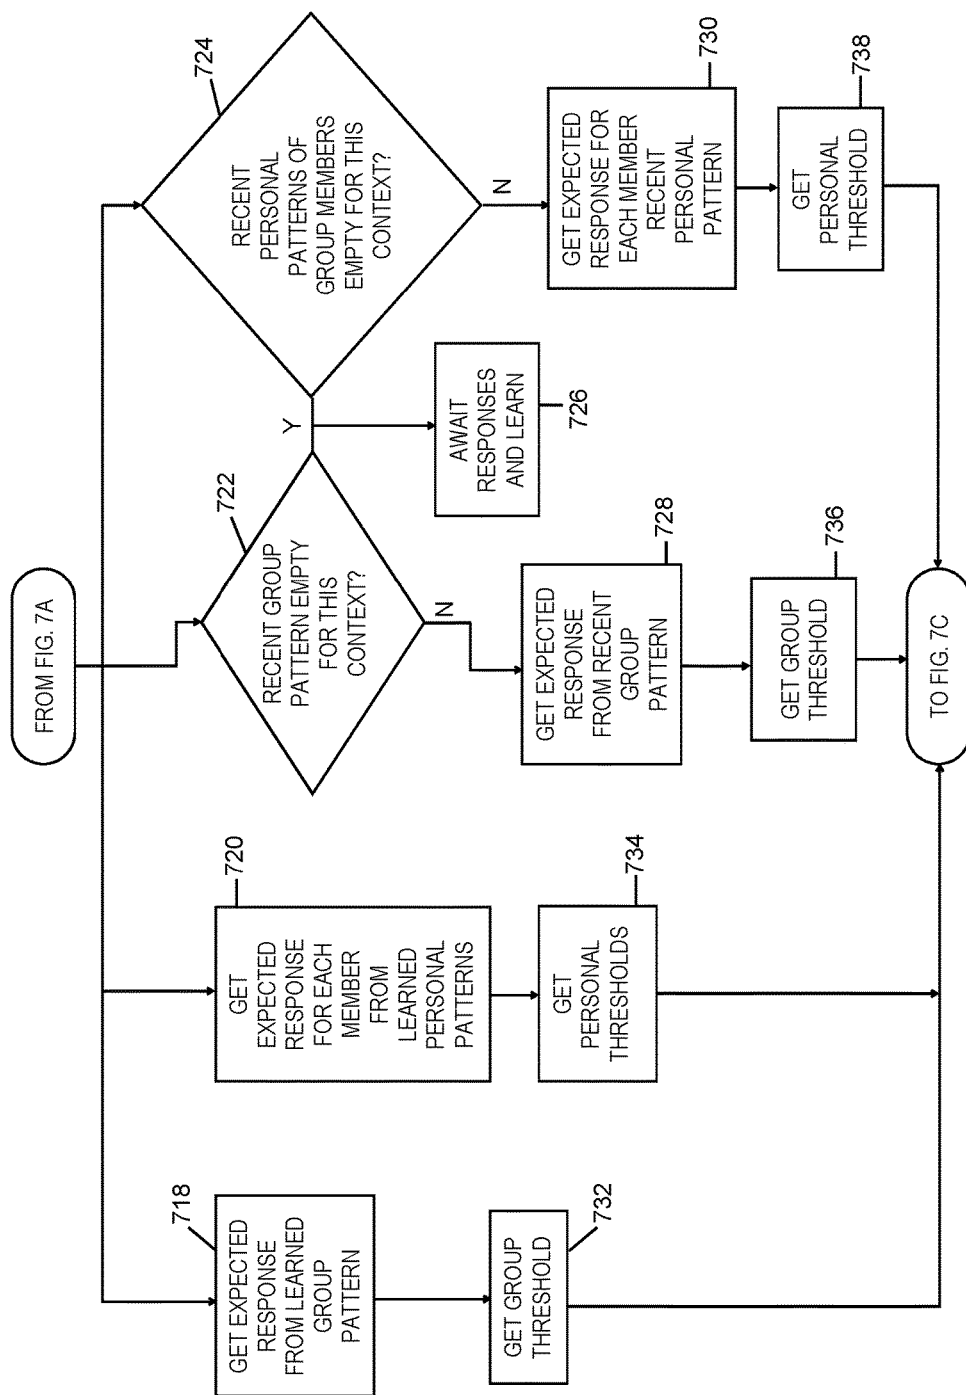 FROM FIG. 7A
718
GET EXPECTED
RESPONSE
FROM LEARNED
GROUP
PATTERN
732
GET GROUP
THRESHOLD
720
GET
EXPECTED
RESPONSE
FOR EACH
MEMBER
FROM
LEARNED
PERSONAL
PATTERNS
734
GET
PERSONAL
THRESHOLDS
722
RECENT GROUP
PATTERN EMPTY
FOR THIS
CONTEXT?
Y
N
728
GET EXPECTED
RESPONSE
FROM RECENT
GROUP
PATTERN
736
GET GROUP
THRESHOLD
AWAIT
RESPONSES
AND LEARN
726
724
RECENT
PERSONAL
PATTERNS OF
GROUP MEMBERS
EMPTY FOR THIS
CONTEXT?
N
730
GET EXPECTED
RESPONSE FOR
EACH MEMBER
RECENT
PERSONAL
PATTERN
738
GET
PERSONAL
THRESHOLD
TO FIG. 7C